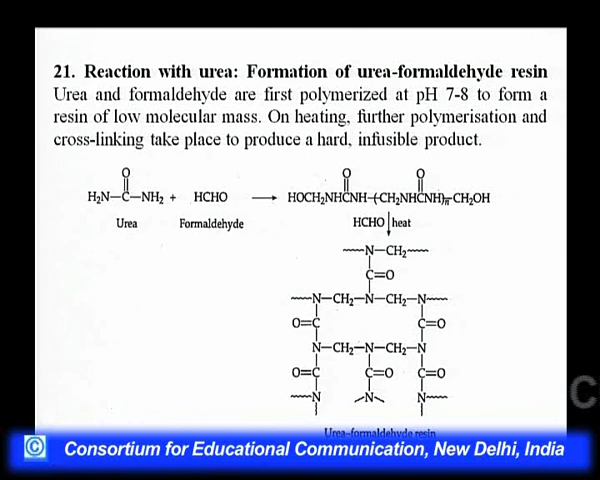 21. Reaction with urea: Formation of urea-formaldehyde resin
Urea and formaldehyde are first polymerized at pH 7-8 to form a
resin of low molecular mass. On heating, further polymerisation and
cross-linking take place to produce a hard, infusible product.
O O O
H₂N—C—NH₂ + HCHO → HOCH₂NHCNH—(CH₂NHCNH)ₙ—CH₂OH
Urea Formaldehyde HCHO heat
N—CH₂
C=O
N—CH₂—N—CH₂—N
O=C C=O
N—CH₂—N—CH₂—N
O=C C=O C=O
N N N
Urea-formaldehyde resin
C
© Consortium for Educational Communication, New Delhi, India